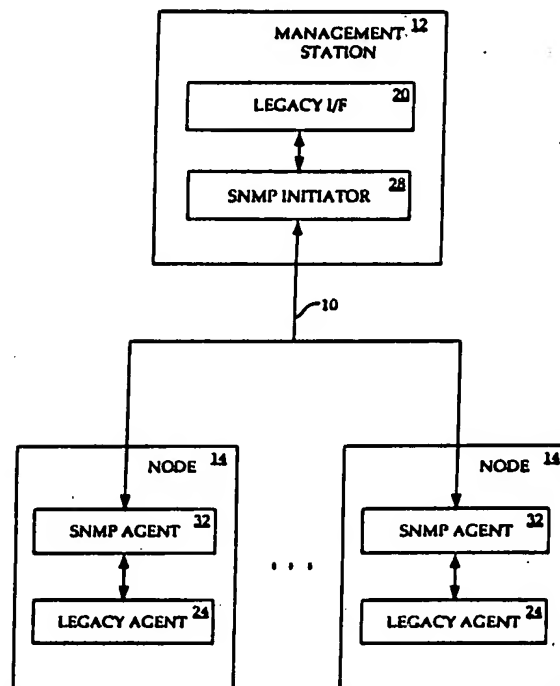 MANAGEMENT 12
STATION
LEGACY I/F 20
SNMP INITIATOR 28
10
NODE 14
NODE 14
SNMP AGENT 32
SNMP AGENT 32
. . .
LEGACY AGENT 24
LEGACY AGENT 24